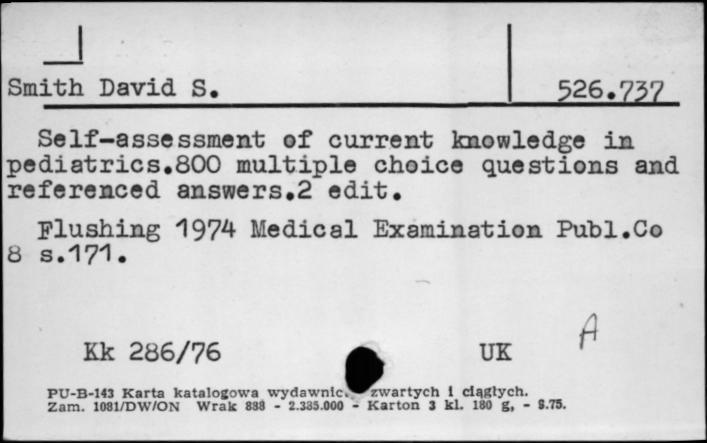 Smith David S. 526.737
Self-assessment of current knowledge in
pediatrics.800 multiple choice questions and
referenced answers.2 edit.
Flushing 1974 Medical Examination Publ.Co
8 s.171.
A
Kk 286/76 UK
PU-B-143 Karta katalogowa wydawnic. zwartych i ciągłych.
Zam. 1081/DW/ON Wrak 888 - 2.385.000 - Karton 3 kl. 180 g, - 8.75.